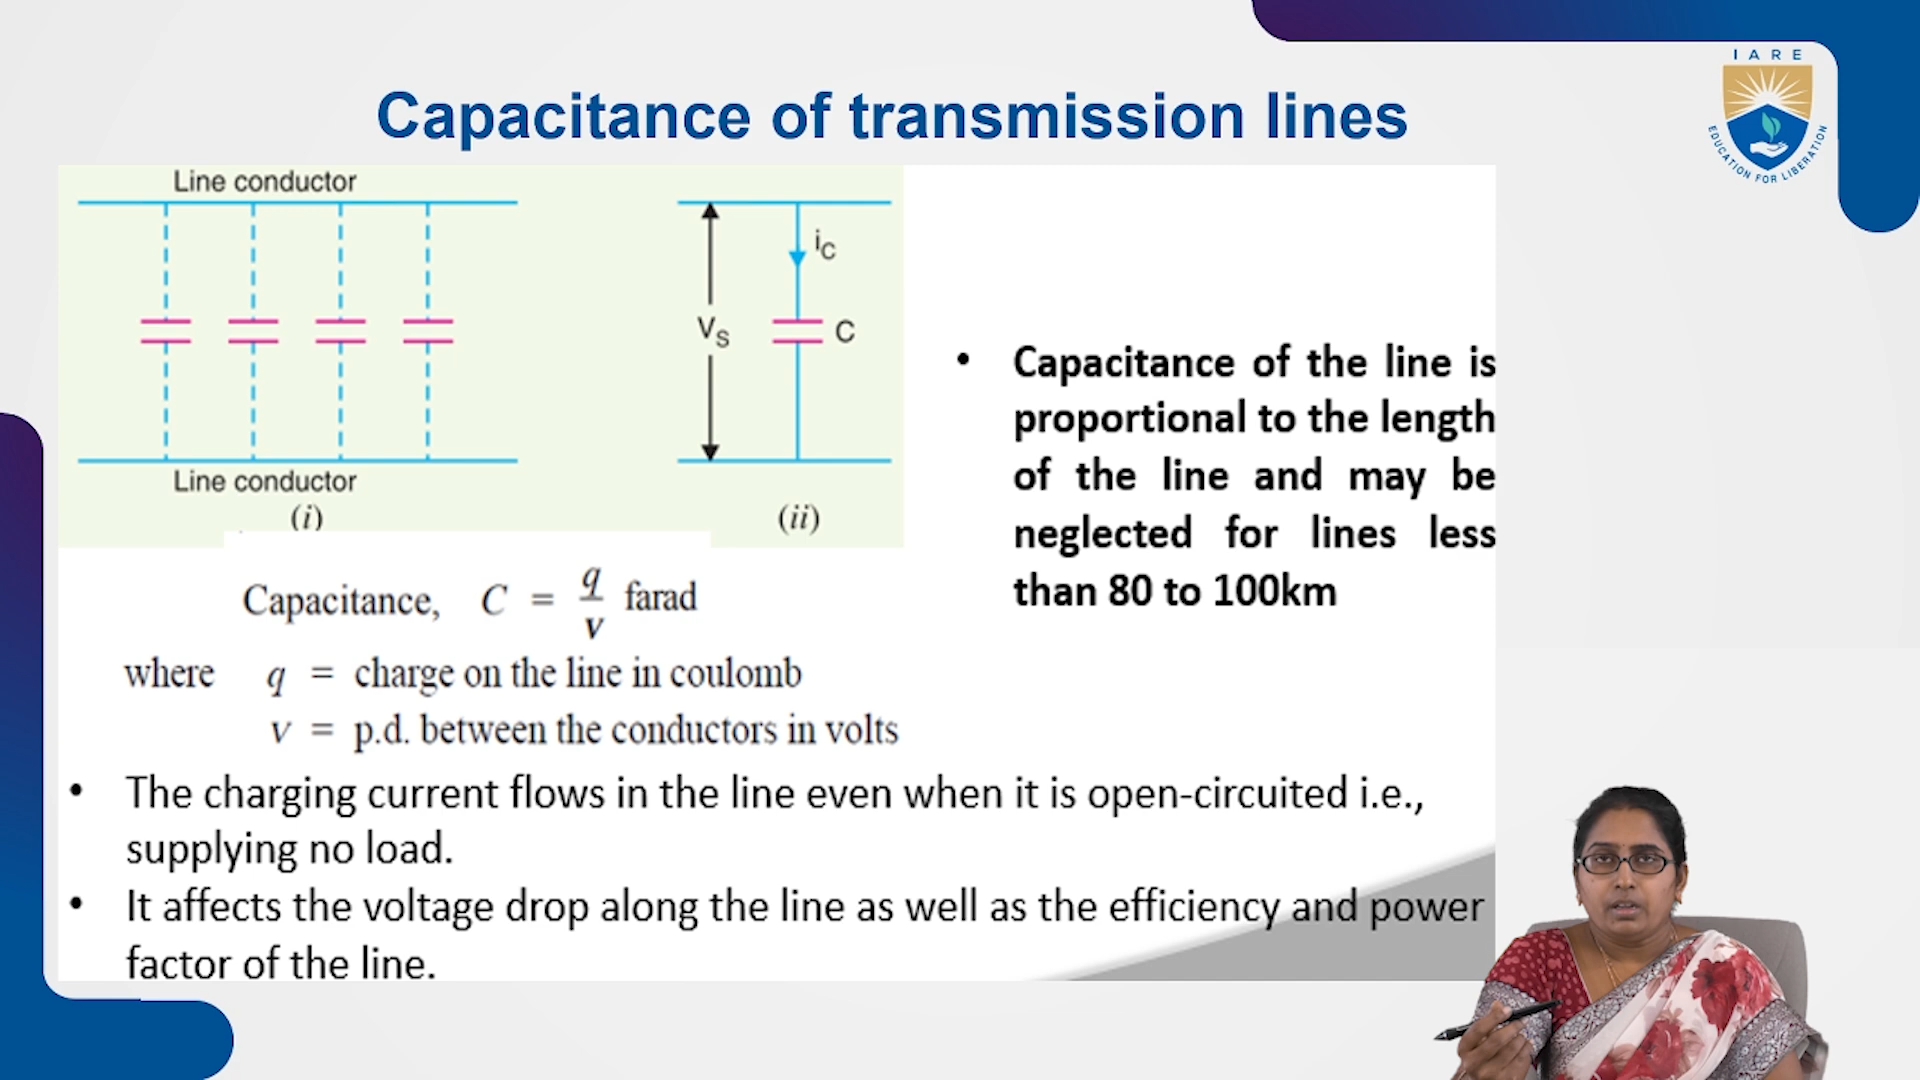 IARE
EDUCATION FOR LIBERATION
Capacitance of transmission lines
Line conductor
Line conductor
(i)
iC
VS
C
(ii)
Capacitance, C = q/v farad
where q = charge on the line in coulomb
v = p.d. between the conductors in volts
• Capacitance of the line is
proportional to the length
of the line and may be
neglected for lines less
than 80 to 100km
• The charging current flows in the line even when it is open-circuited i.e.,
supplying no load.
• It affects the voltage drop along the line as well as the efficiency and power
factor of the line.